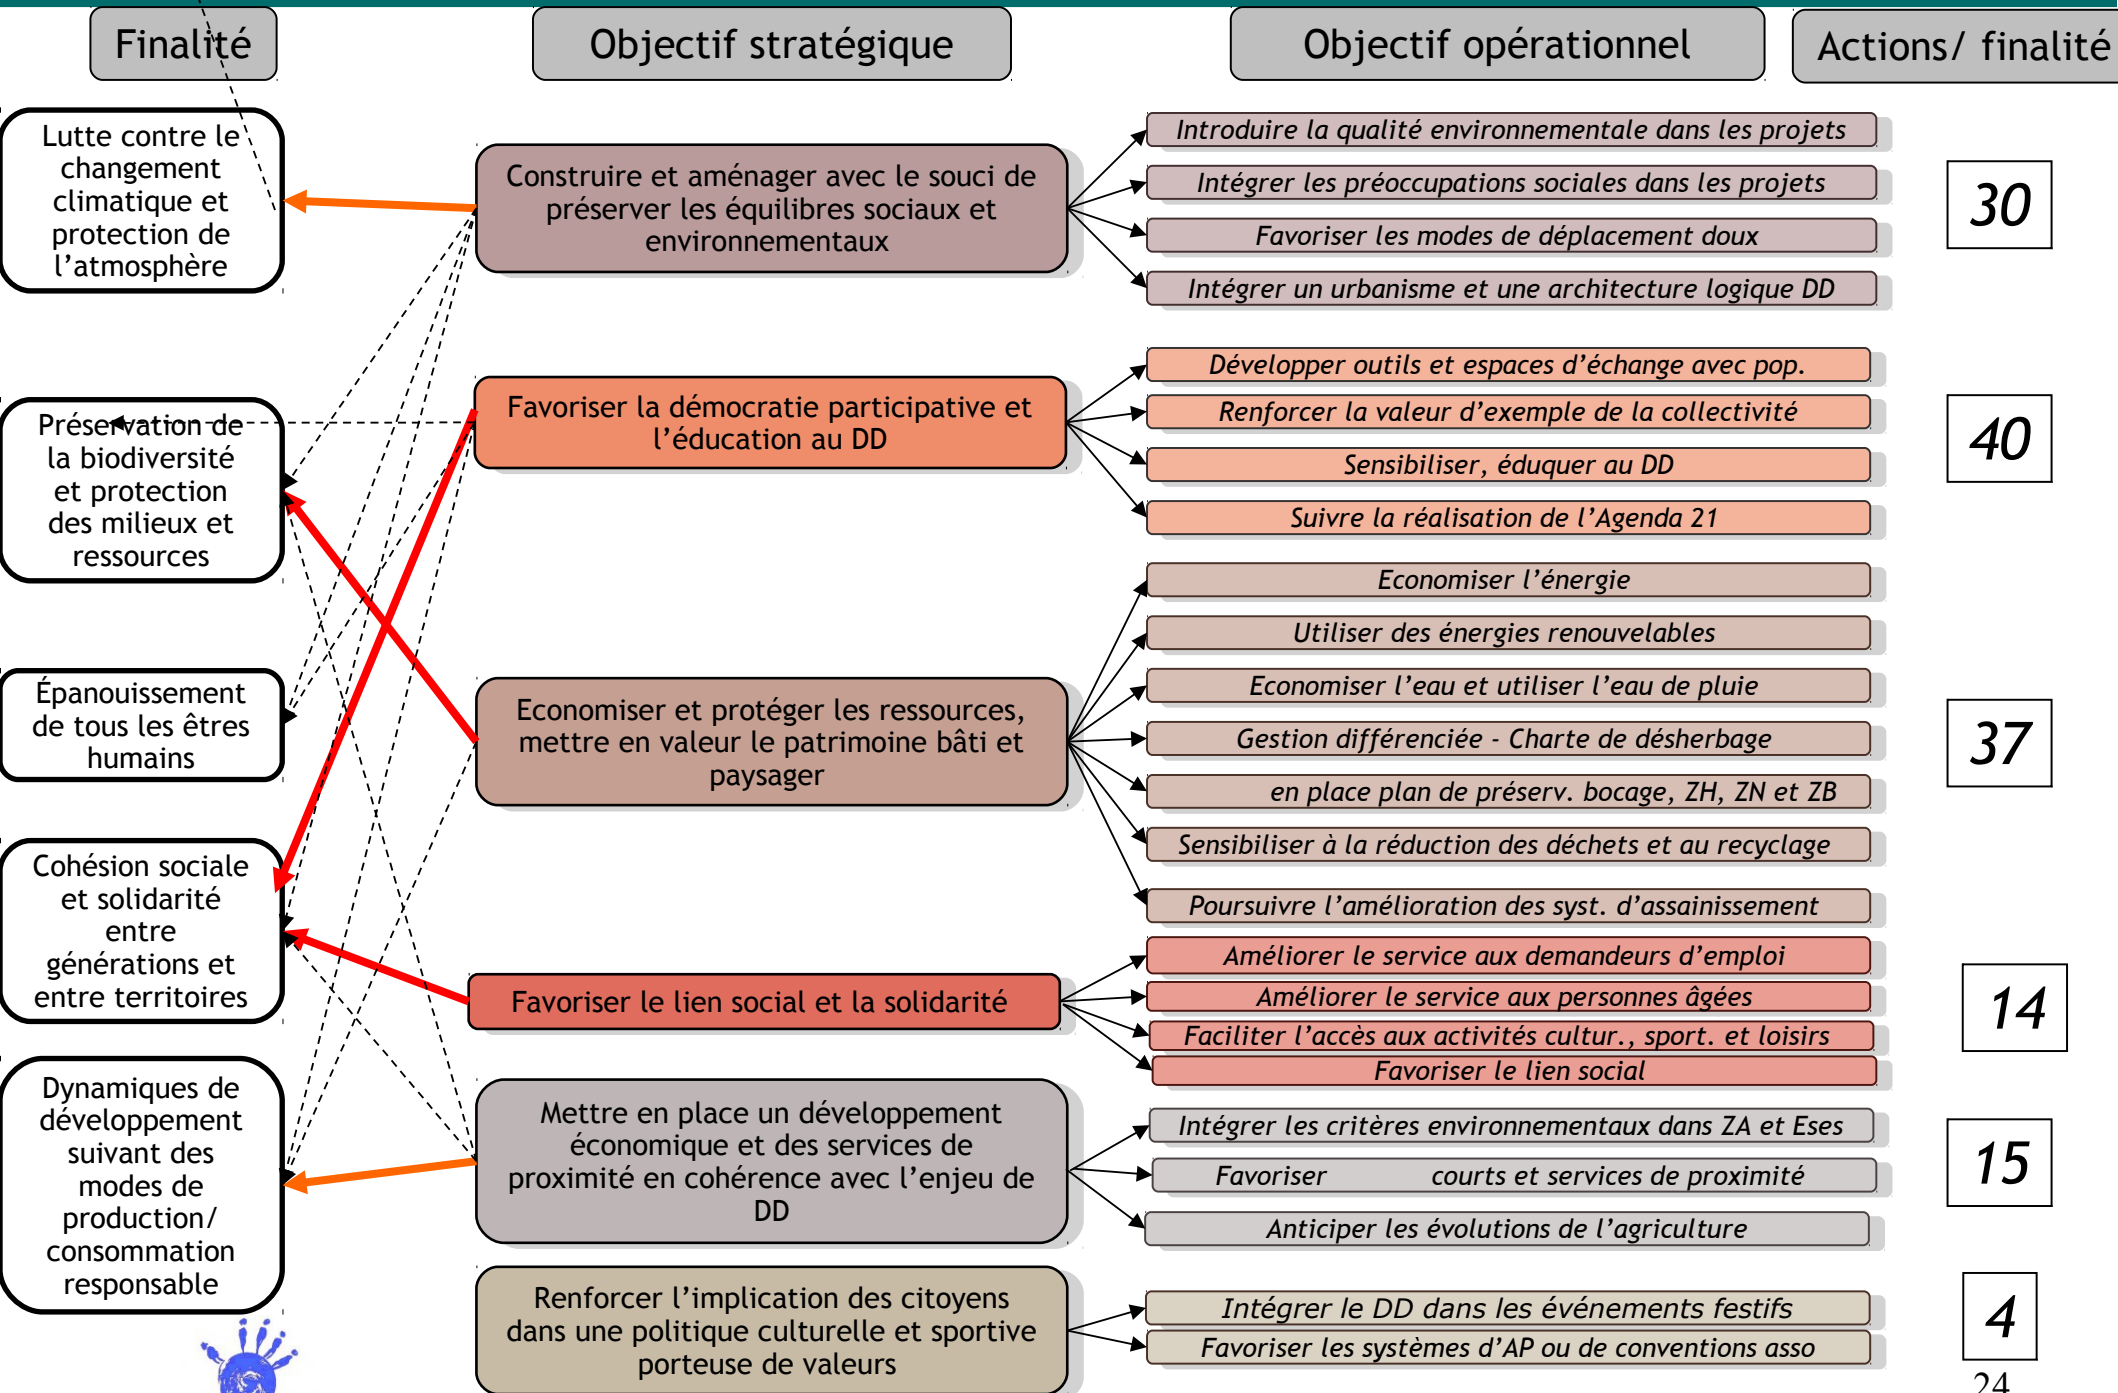 Finalité
Objectif stratégique
Objectif opérationnel
Actions/ finalité
Lutte contre le
changement
climatique et
protection de
l’atmosphère
Préservation de
la biodiversité
et protection
des milieux et
ressources
Épanouissement
de tous les êtres
humains
Cohésion sociale
et solidarité
entre
générations et
entre territoires
Dynamiques de
développement
suivant des
modes de
production/
consommation
responsable
Construire et aménager avec le souci de
préserver les équilibres sociaux et
environnementaux
Favoriser la démocratie participative et
l’éducation au DD
Economiser et protéger les ressources,
mettre en valeur le patrimoine bâti et
paysager
Favoriser le lien social et la solidarité
Mettre en place un développement
économique et des services de
proximité en cohérence avec l’enjeu de
DD
Renforcer l’implication des citoyens
dans une politique culturelle et sportive
porteuse de valeurs
Introduire la qualité environnementale dans les projets
Intégrer les préoccupations sociales dans les projets
Favoriser les modes de déplacement doux
Intégrer un urbanisme et une architecture logique DD
Développer outils et espaces d’échange avec pop.
Renforcer la valeur d’exemple de la collectivité
Sensibiliser, éduquer au DD
Suivre la réalisation de l’Agenda 21
Economiser l’énergie
Utiliser des énergies renouvelables
Economiser l’eau et utiliser l’eau de pluie
Gestion différenciée - Charte de désherbage
en place plan de préserv. bocage, ZH, ZN et ZB
Sensibiliser à la réduction des déchets et au recyclage
Poursuivre l’amélioration des syst. d’assainissement
Améliorer le service aux demandeurs d’emploi
Améliorer le service aux personnes âgées
Faciliter l’accès aux activités cultur., sport. et loisirs
Favoriser le lien social
Intégrer les critères environnementaux dans ZA et Eses
Favoriser courts et services de proximité
Anticiper les évolutions de l’agriculture
Intégrer le DD dans les événements festifs
Favoriser les systèmes d’AP ou de conventions asso
30
40
37
14
15
4
24